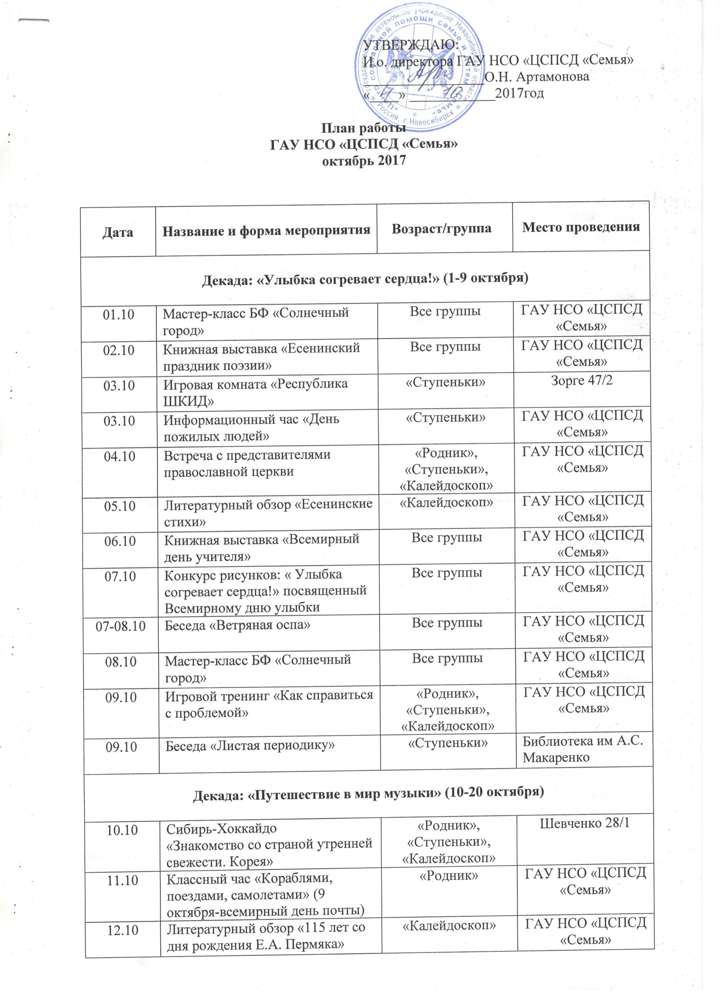 государственное автономное учреждение Новосибирской области
«Центр социальной помощи семье и детям «Семья»
Россия, г.Новосибирск
УТВЕРЖДАЮ:
И.о. директора ГАУ НСО «ЦСПСД «Семья»
О.Н. Артамонова
« » 10 2017год
План работы
ГАУ НСО «ЦСПСД «Семья»
октябрь 2017
Дата Название и форма мероприятия Возраст/группа Место проведения
Декада: «Улыбка согревает сердца!» (1-9 октября)
01.10 Мастер-класс БФ «Солнечный Все группы ГАУ НСО «ЦСПСД
город» «Семья»
02.10 Книжная выставка «Есенинский Все группы ГАУ НСО «ЦСПСД
праздник поэзии» «Семья»
03.10 Игровая комната «Республика «Ступеньки» Зорге 47/2
ШКИД»
03.10 Информационный час «День «Ступеньки» ГАУ НСО «ЦСПСД
пожилых людей» «Семья»
04.10 Встреча с представителями «Родник», ГАУ НСО «ЦСПСД
православной церкви «Ступеньки», «Семья»
«Калейдоскоп»
05.10 Литературный обзор «Есенинские «Калейдоскоп» ГАУ НСО «ЦСПСД
стихи» «Семья»
06.10 Книжная выставка «Всемирный Все группы ГАУ НСО «ЦСПСД
день учителя» «Семья»
07.10 Конкурс рисунков: « Улыбка Все группы ГАУ НСО «ЦСПСД
согревает сердца!» посвященный «Семья»
Всемирному дню улыбки
07-08.10 Беседа «Ветряная оспа» Все группы ГАУ НСО «ЦСПСД
«Семья»
08.10 Мастер-класс БФ «Солнечный Все группы ГАУ НСО «ЦСПСД
город» «Семья»
09.10 Игровой тренинг «Как справиться «Родник», ГАУ НСО «ЦСПСД
с проблемой» «Ступеньки», «Семья»
«Калейдоскоп»
09.10 Беседа «Листая периодику» «Ступеньки» Библиотека им А.С.
Макаренко
Декада: «Путешествие в мир музыки» (10-20 октября)
10.10 Сибирь-Хоккайдо «Родник», Шевченко 28/1
«Знакомство со страной утренней «Ступеньки»,
свежести. Корея» «Калейдоскоп»
11.10 Классный час «Кораблями, «Родник» ГАУ НСО «ЦСПСД
поездами, самолетами» (9 «Семья»
октября-всемирный день почты)
12.10 Литературный обзор «115 лет со «Калейдоскоп» ГАУ НСО «ЦСПСД
дня рождения Е.А. Пермяка» «Семья»